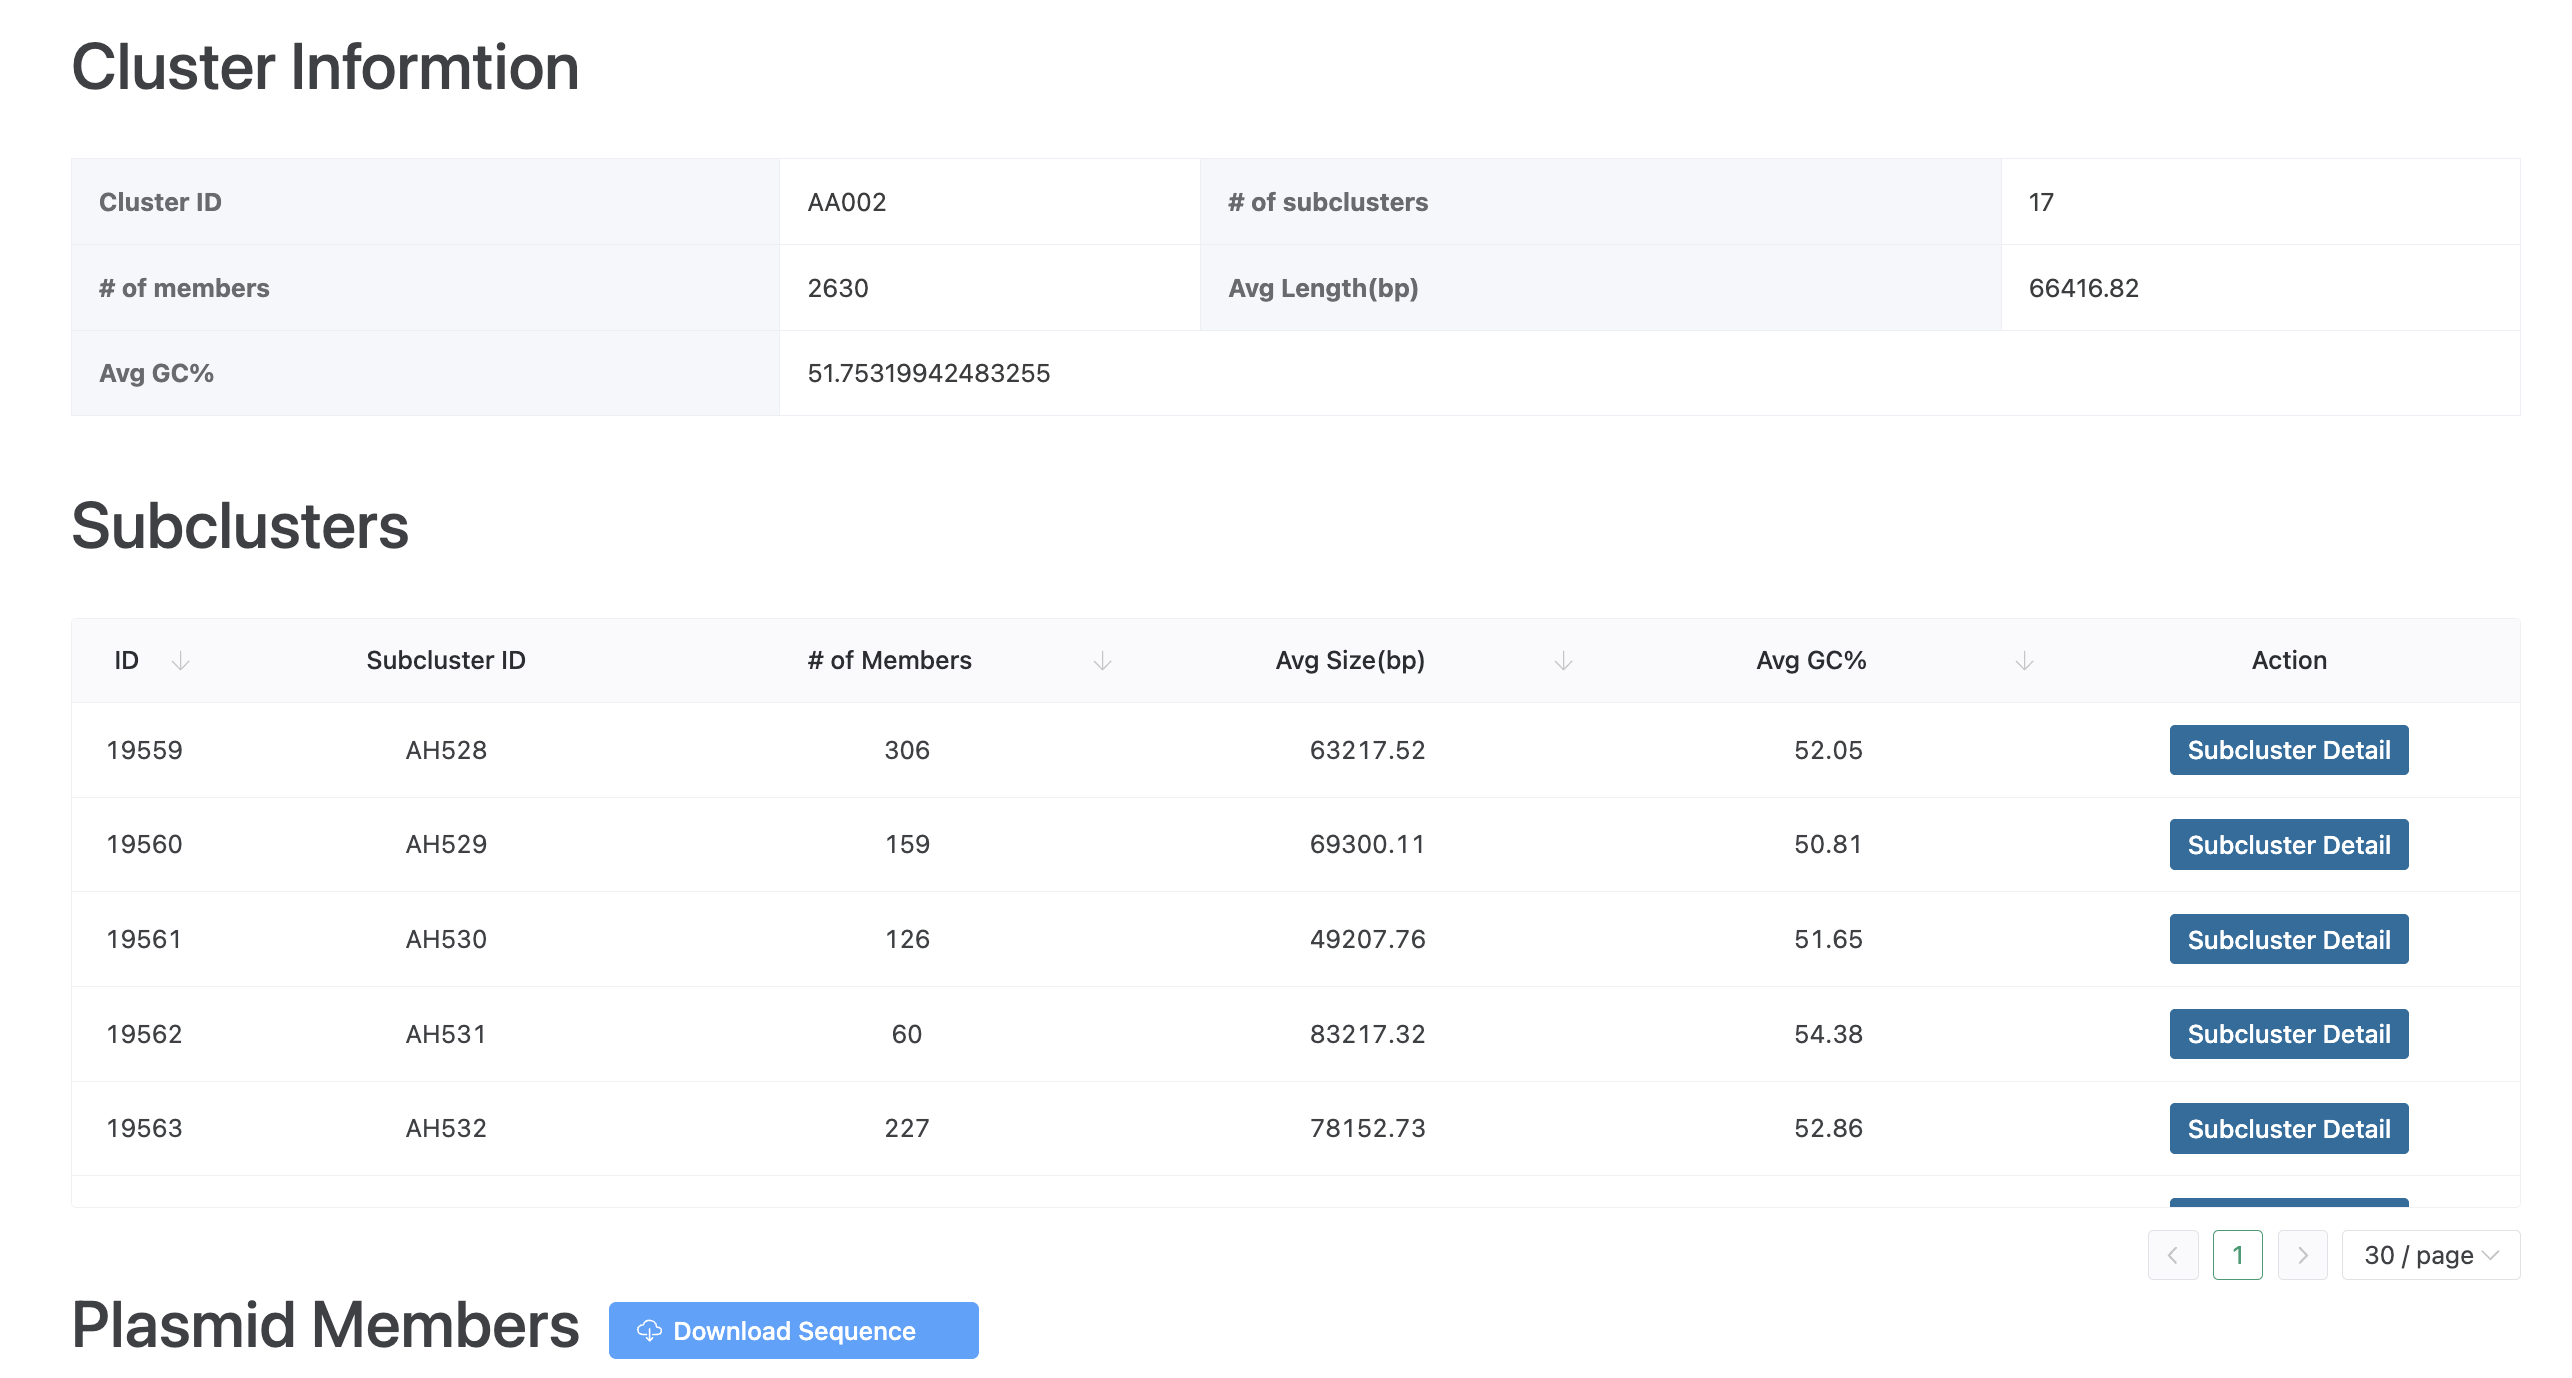 Cluster Informtion
Cluster ID AA002 # of subclusters 17
# of members 2630 Avg Length(bp) 66416.82
Avg GC% 51.75319942483255
Subclusters
ID Subcluster ID # of Members Avg Size(bp) Avg GC% Action
19559 AH528 306 63217.52 52.05 Subcluster Detail
19560 AH529 159 69300.11 50.81 Subcluster Detail
19561 AH530 126 49207.76 51.65 Subcluster Detail
19562 AH531 60 83217.32 54.38 Subcluster Detail
19563 AH532 227 78152.73 52.86 Subcluster Detail
1 30 / page
Plasmid Members Download Sequence